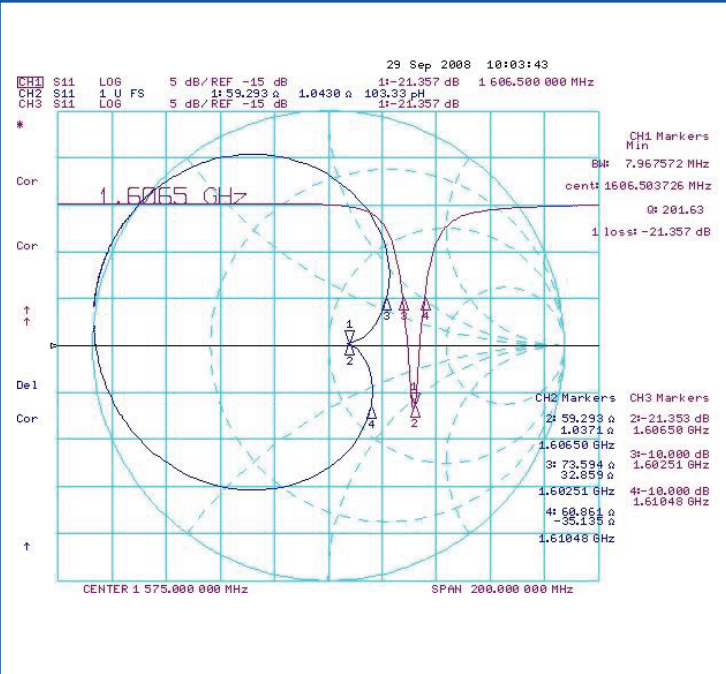 29 Sep 2008 10:03:43
CH1 S11 LOG 5 dB/REF -15 dB 1:-21.357 dB 1 606.500 000 MHz
CH2 S11 1 U FS 1: 59.293 Ω 1.0430 Ω 103.33 pH
CH3 S11 LOG 5 dB/REF -15 dB 1:-21.357 dB
*
CH1 Markers
Min
BW: 7.967572 MHz
cent: 1606.503726 MHz
Q: 201.63
1 loss: -21.357 dB
Cor
1.6065 GHz
Cor
↑
↑
3
3
4
1
2
1
2
4
Del
Cor
CH2 Markers
2: 59.293 Ω
1.0371 Ω
1.60650 GHz
3: 73.594 Ω
32.859 Ω
1.60251 GHz
4: 60.861 Ω
-35.135 Ω
1.61048 GHz
CH3 Markers
2:-21.353 dB
1.60650 GHz
3:-10.000 dB
1.60251 GHz
4:-10.000 dB
1.61048 GHz
↑
CENTER 1 575.000 000 MHz
SPAN 200.000 000 MHz